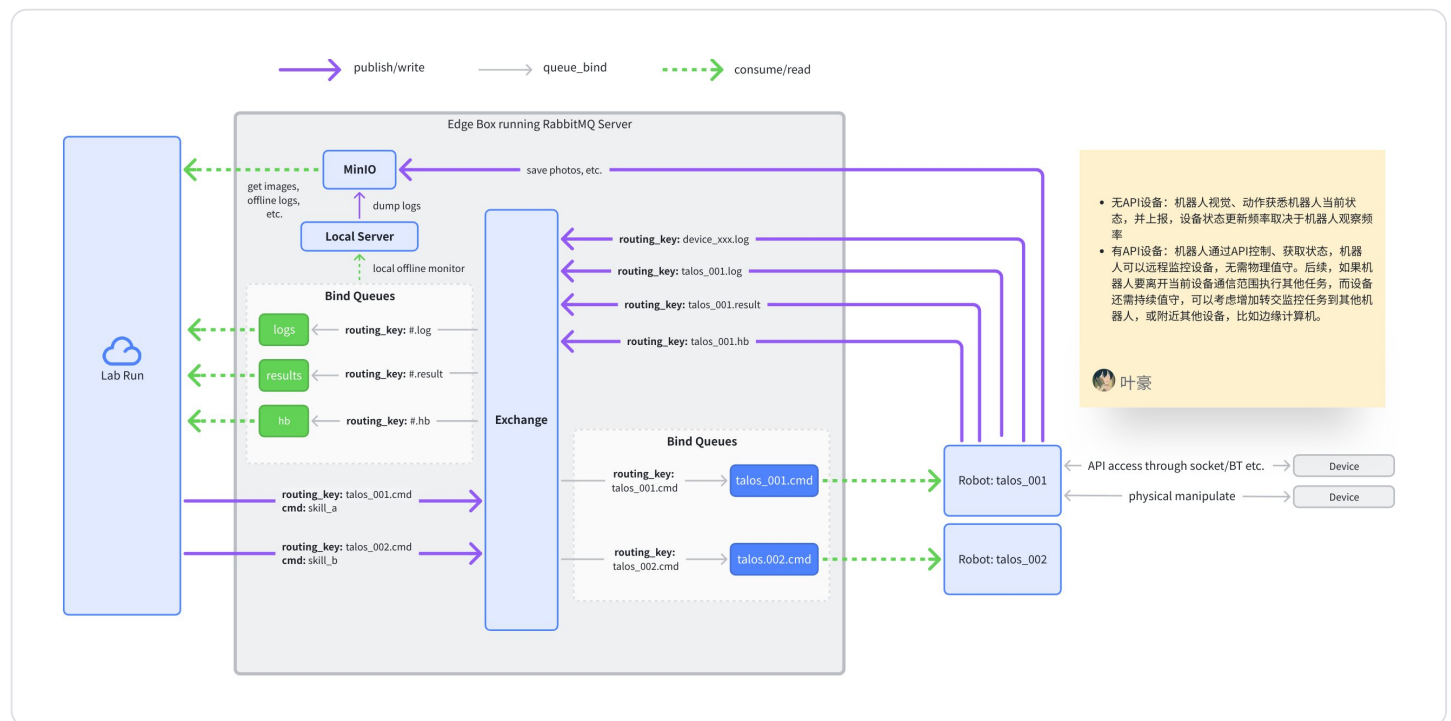 publish/write
queue_bind
consume/read
Edge Box running RabbitMQ Server
MinIO
save photos, etc.
get images,
offline logs,
etc.
dump logs
Local Server
local offline monitor
Bind Queues
logs
routing_key: #.log
results
routing_key: #.result
hb
routing_key: #.hb
Lab Run
Exchange
routing_key: device_xxx.log
routing_key: talos_001.log
routing_key: talos_001.result
routing_key: talos_001.hb
routing_key: talos_001.cmd
cmd: skill_a
routing_key: talos_002.cmd
cmd: skill_b
Bind Queues
routing_key:
talos_001.cmd
talos_001.cmd
routing_key:
talos_002.cmd
talos.002.cmd
Robot: talos_001
Robot: talos_002
API access through socket/BT etc.
Device
physical manipulate
Device
• 无API设备：机器人视觉、动作获悉机器人当前状
态，并上报，设备状态更新频率取决于机器人观察频
率
• 有API设备：机器人通过API控制、获取状态，机器
人可以远程监控设备，无需物理值守。后续，如果机
器人要离开当前设备通信范围执行其他任务，而设备
还需持续值守，可以考虑增加转交监控任务到其他机
器人，或附近其他设备，比如边缘计算机。
叶豪